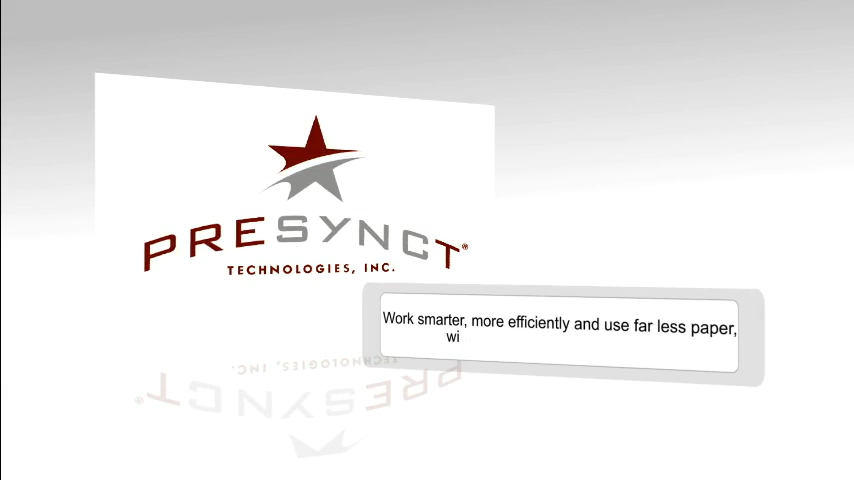 PRESYNCT®
TECHNOLOGIES, INC.
Work smarter, more efficiently and use far less paper,
wi